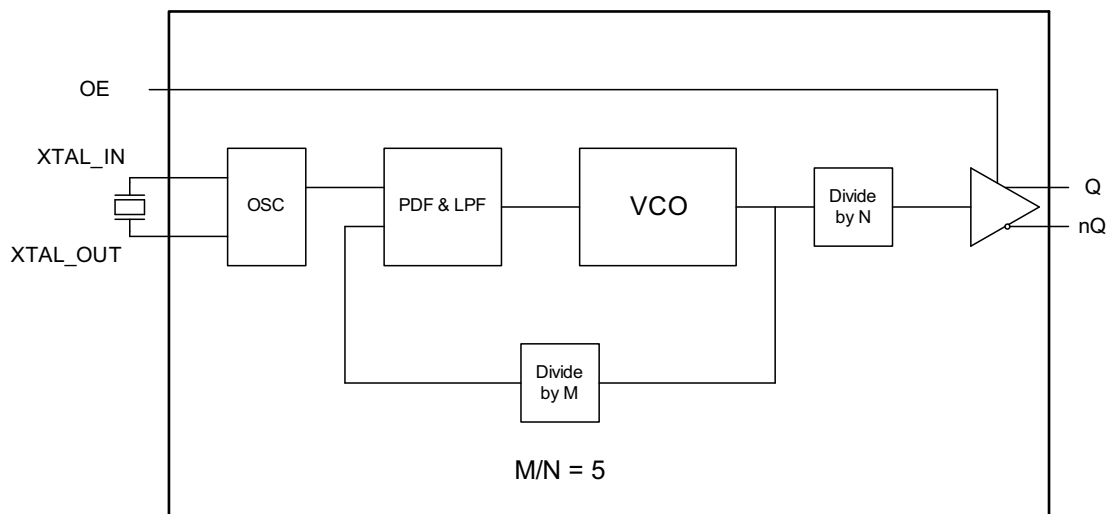 OE
XTAL_IN
OSC
PDF & LPF
VCO
Divide
by N
Q
nQ
XTAL_OUT
Divide
by M
M/N = 5